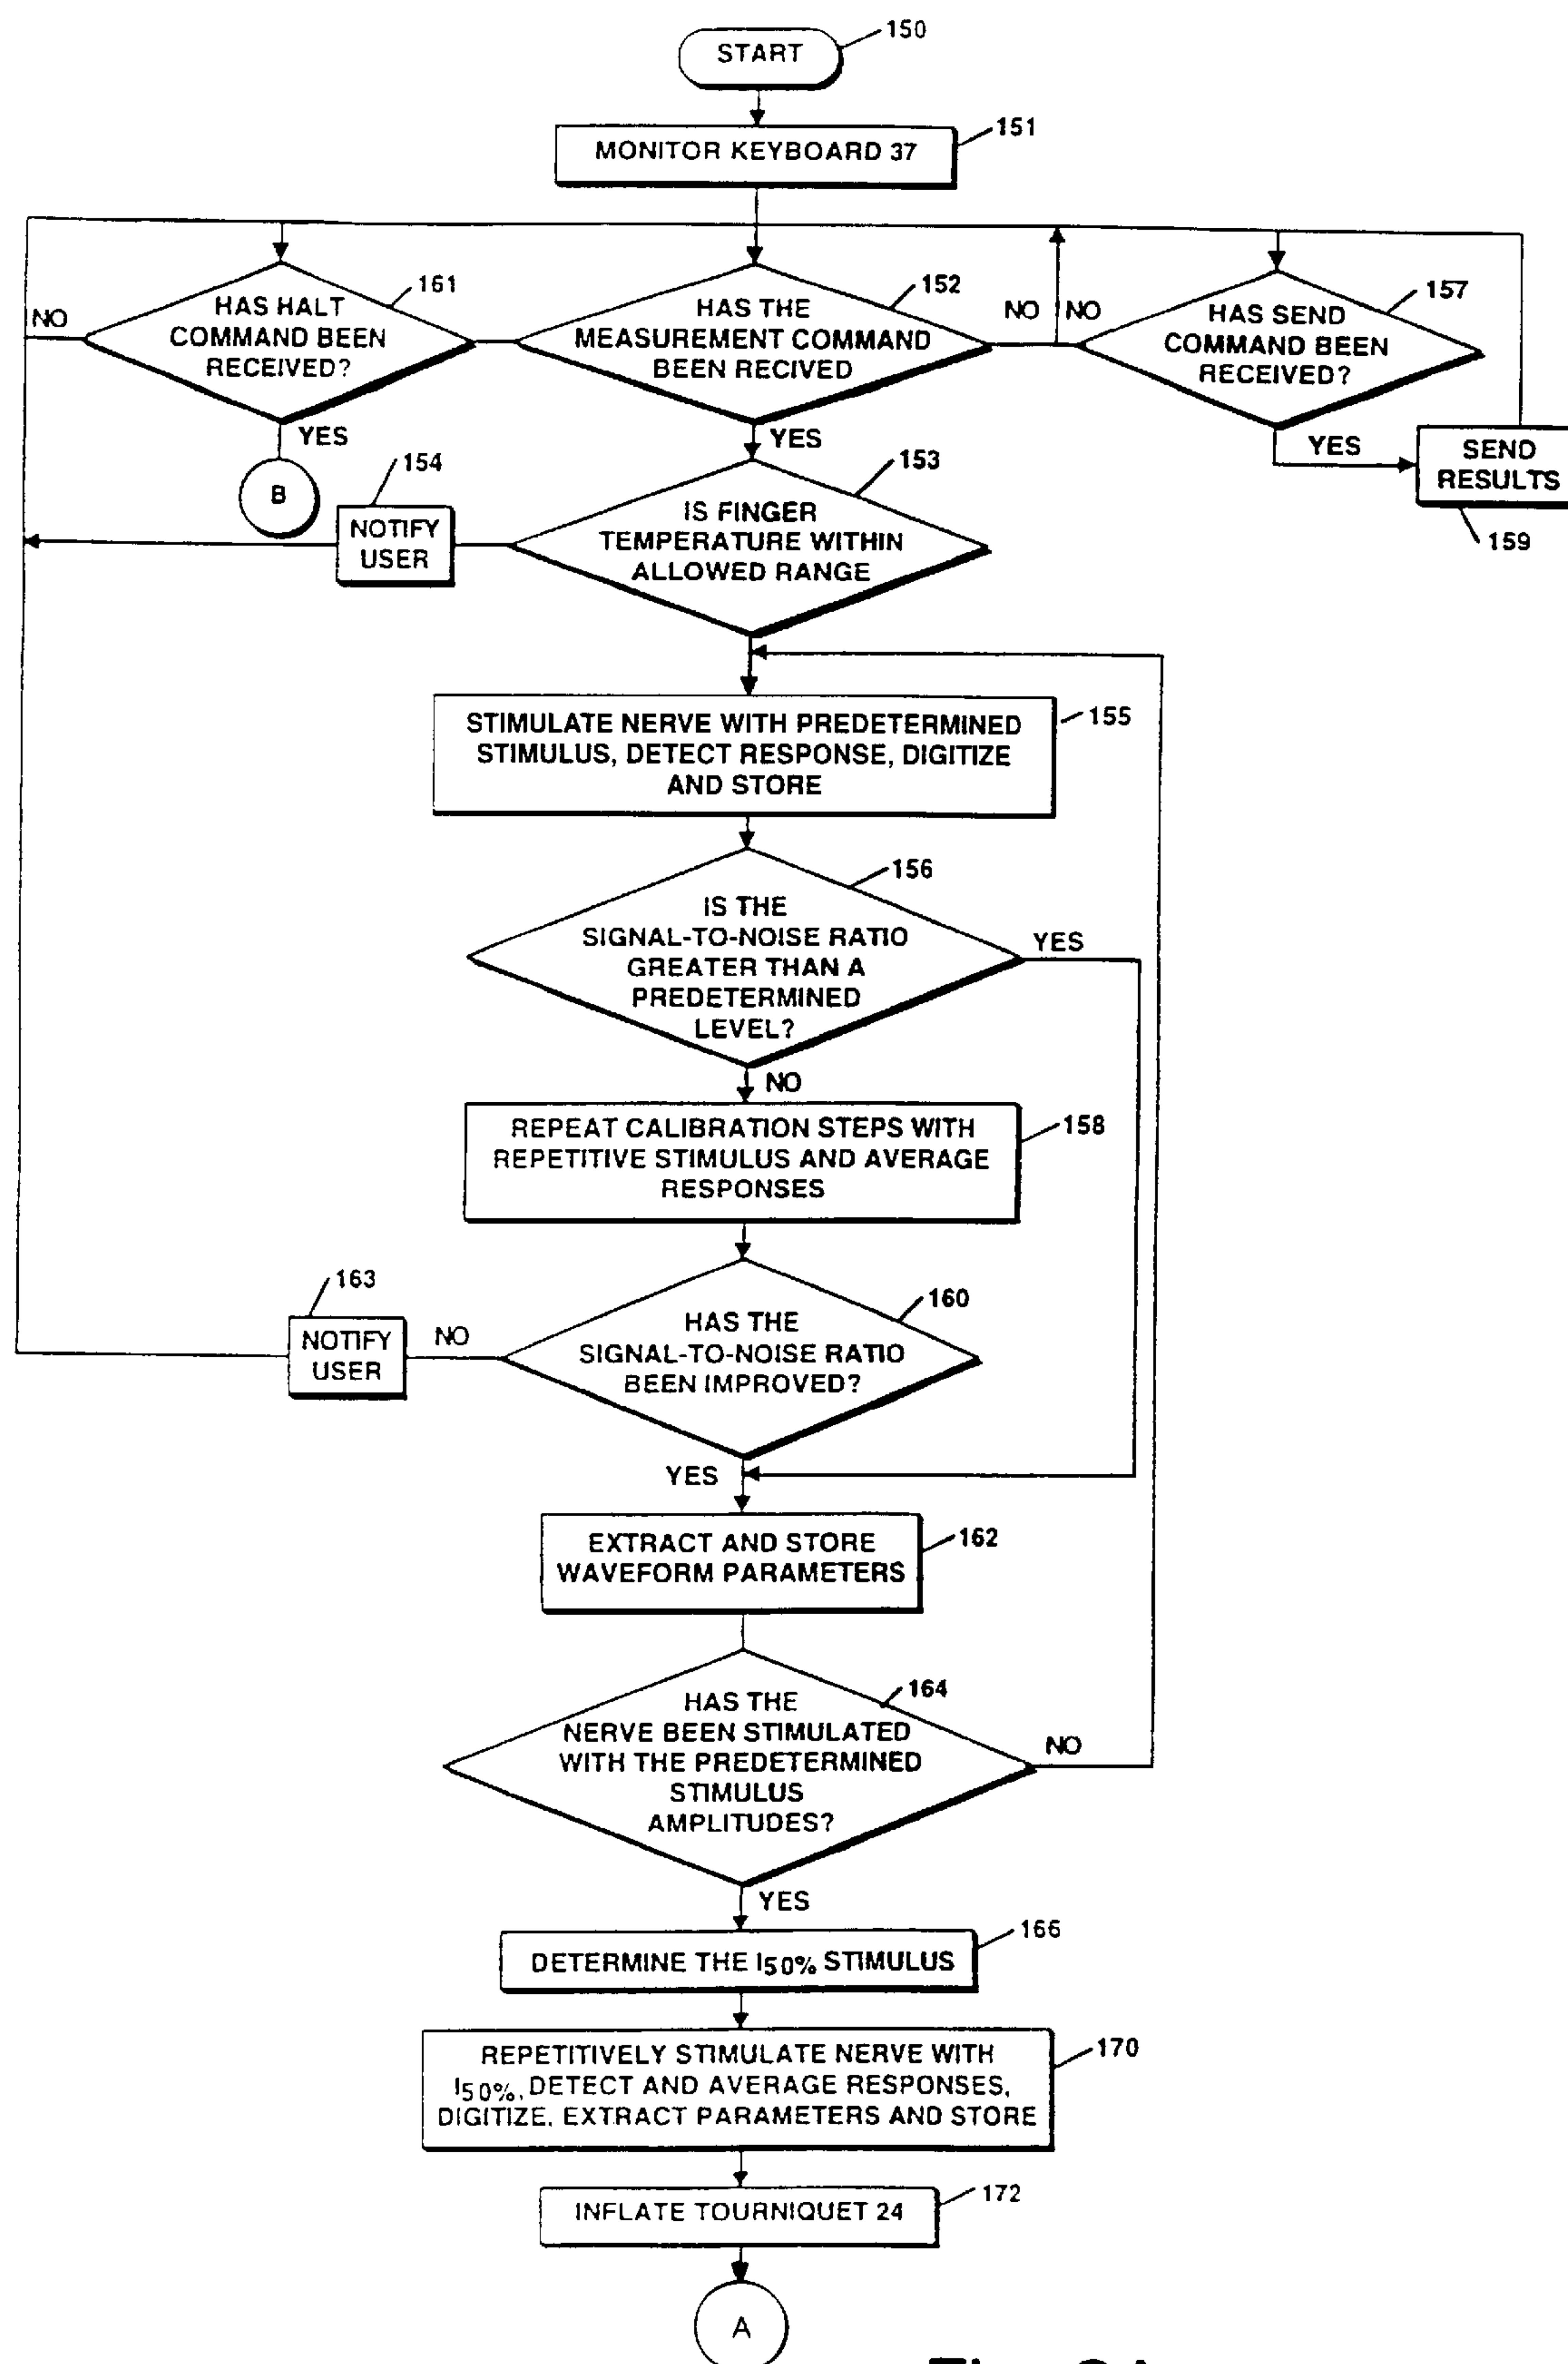 START
150
MONITOR KEYBOARD 37
151
HAS HALT
COMMAND BEEN
RECEIVED?
161
NO
YES
B
HAS THE
MEASUREMENT COMMAND
BEEN RECIVED
152
NO
NO
YES
HAS SEND
COMMAND BEEN
RECEIVED?
157
YES
SEND
RESULTS
159
154
NOTIFY
USER
IS FINGER
TEMPERATURE WITHIN
ALLOWED RANGE
153
STIMULATE NERVE WITH PREDETERMINED
STIMULUS, DETECT RESPONSE, DIGITIZE
AND STORE
155
IS THE
SIGNAL-TO-NOISE RATIO
GREATER THAN A
PREDETERMINED
LEVEL?
156
YES
NO
REPEAT CALIBRATION STEPS WITH
REPETITIVE STIMULUS AND AVERAGE
RESPONSES
158
163
NOTIFY
USER
NO
HAS THE
SIGNAL-TO-NOISE RATIO
BEEN IMPROVED?
160
YES
EXTRACT AND STORE
WAVEFORM PARAMETERS
162
HAS THE
NERVE BEEN STIMULATED
WITH THE PREDETERMINED
STIMULUS
AMPLITUDES?
164
NO
YES
DETERMINE THE I50% STIMULUS
166
REPETITIVELY STIMULATE NERVE WITH
I50%, DETECT AND AVERAGE RESPONSES,
DIGITIZE, EXTRACT PARAMETERS AND STORE
170
INFLATE TOURNIQUET 24
172
A